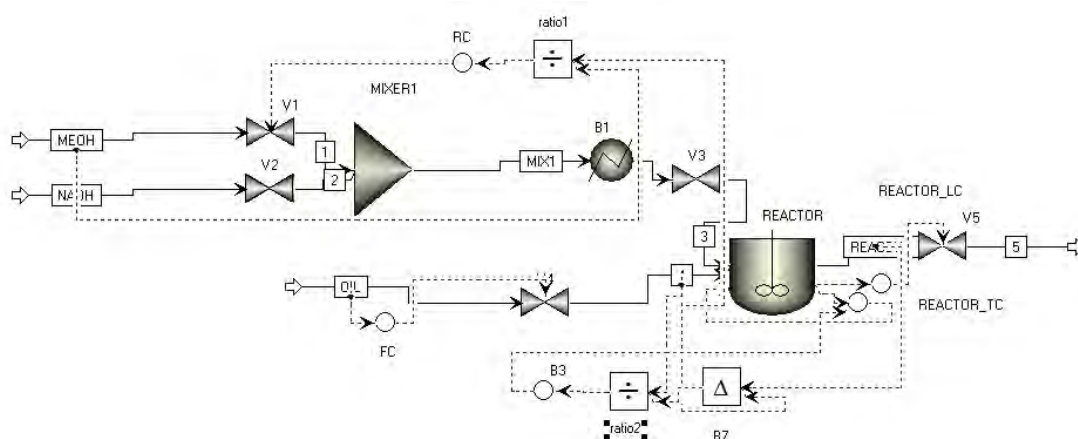 ratio1
RC
MIXER1
V1
B1
MEOH
1
V2
MIX1
V3
2
REACTOR_LC
REACTOR
V5
3
5
OIL
REACTOR_TC
FC
B3
Δ
ratio2